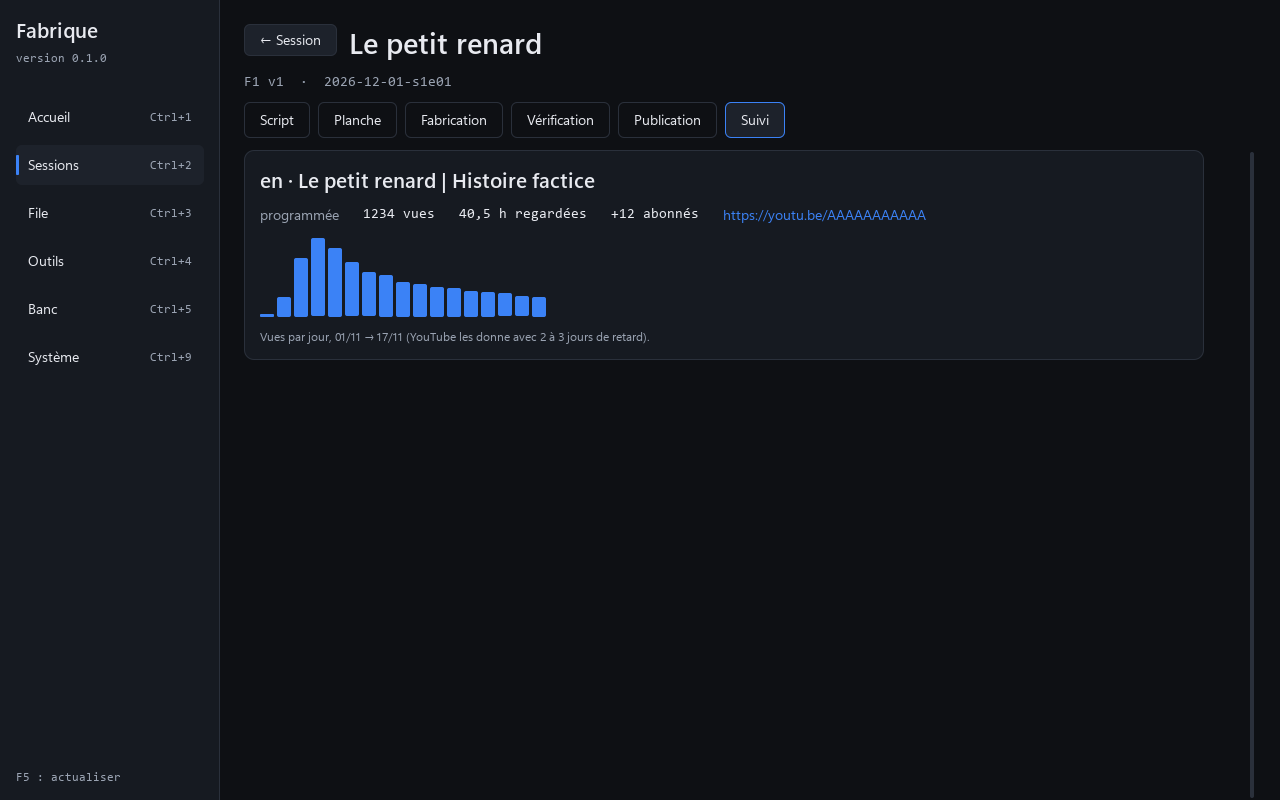 Fabrique
version 0.1.0
Accueil Ctrl+1
Sessions Ctrl+2
File Ctrl+3
Outils Ctrl+4
Banc Ctrl+5
Système Ctrl+9
F5 : actualiser
← Session Le petit renard
F1 v1 · 2026-12-01-s1e01
Script Planche Fabrication Vérification Publication Suivi
en · Le petit renard | Histoire factice
programmée 1234 vues 40,5 h regardées +12 abonnés https://youtu.be/AAAAAAAAAAA
Vues par jour, 01/11 → 17/11 (YouTube les donne avec 2 à 3 jours de retard).